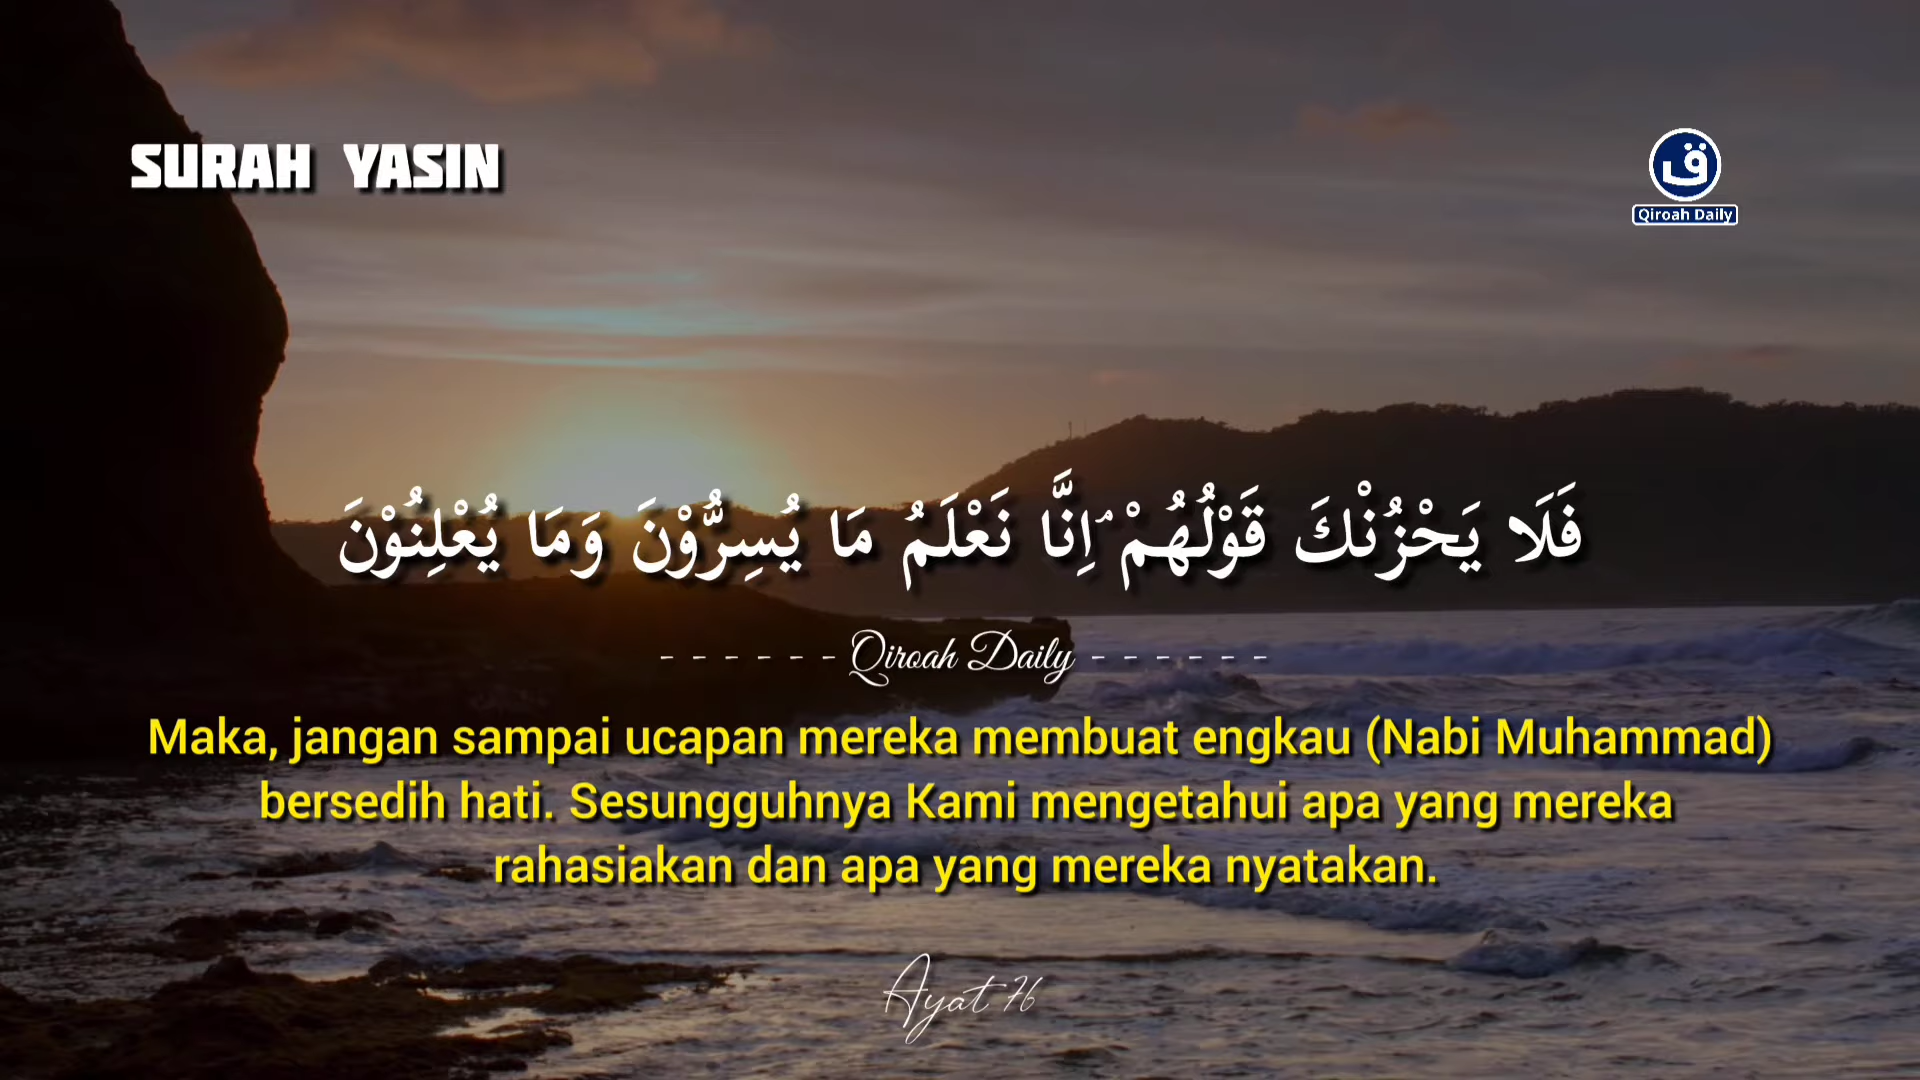 SURAH YASIN
ق
Qiroah Daily
فَلَا يَحْزُنْكَ قَوْلُهُمْ ۘاِنَّا نَعْلَمُ مَا يُسِرُّوْنَ وَمَا يُعْلِنُوْنَ
- - - - - - Qiroah Daily - - - - - -
Maka, jangan sampai ucapan mereka membuat engkau (Nabi Muhammad)
bersedih hati. Sesungguhnya Kami mengetahui apa yang mereka
rahasiakan dan apa yang mereka nyatakan.
Ayat 76